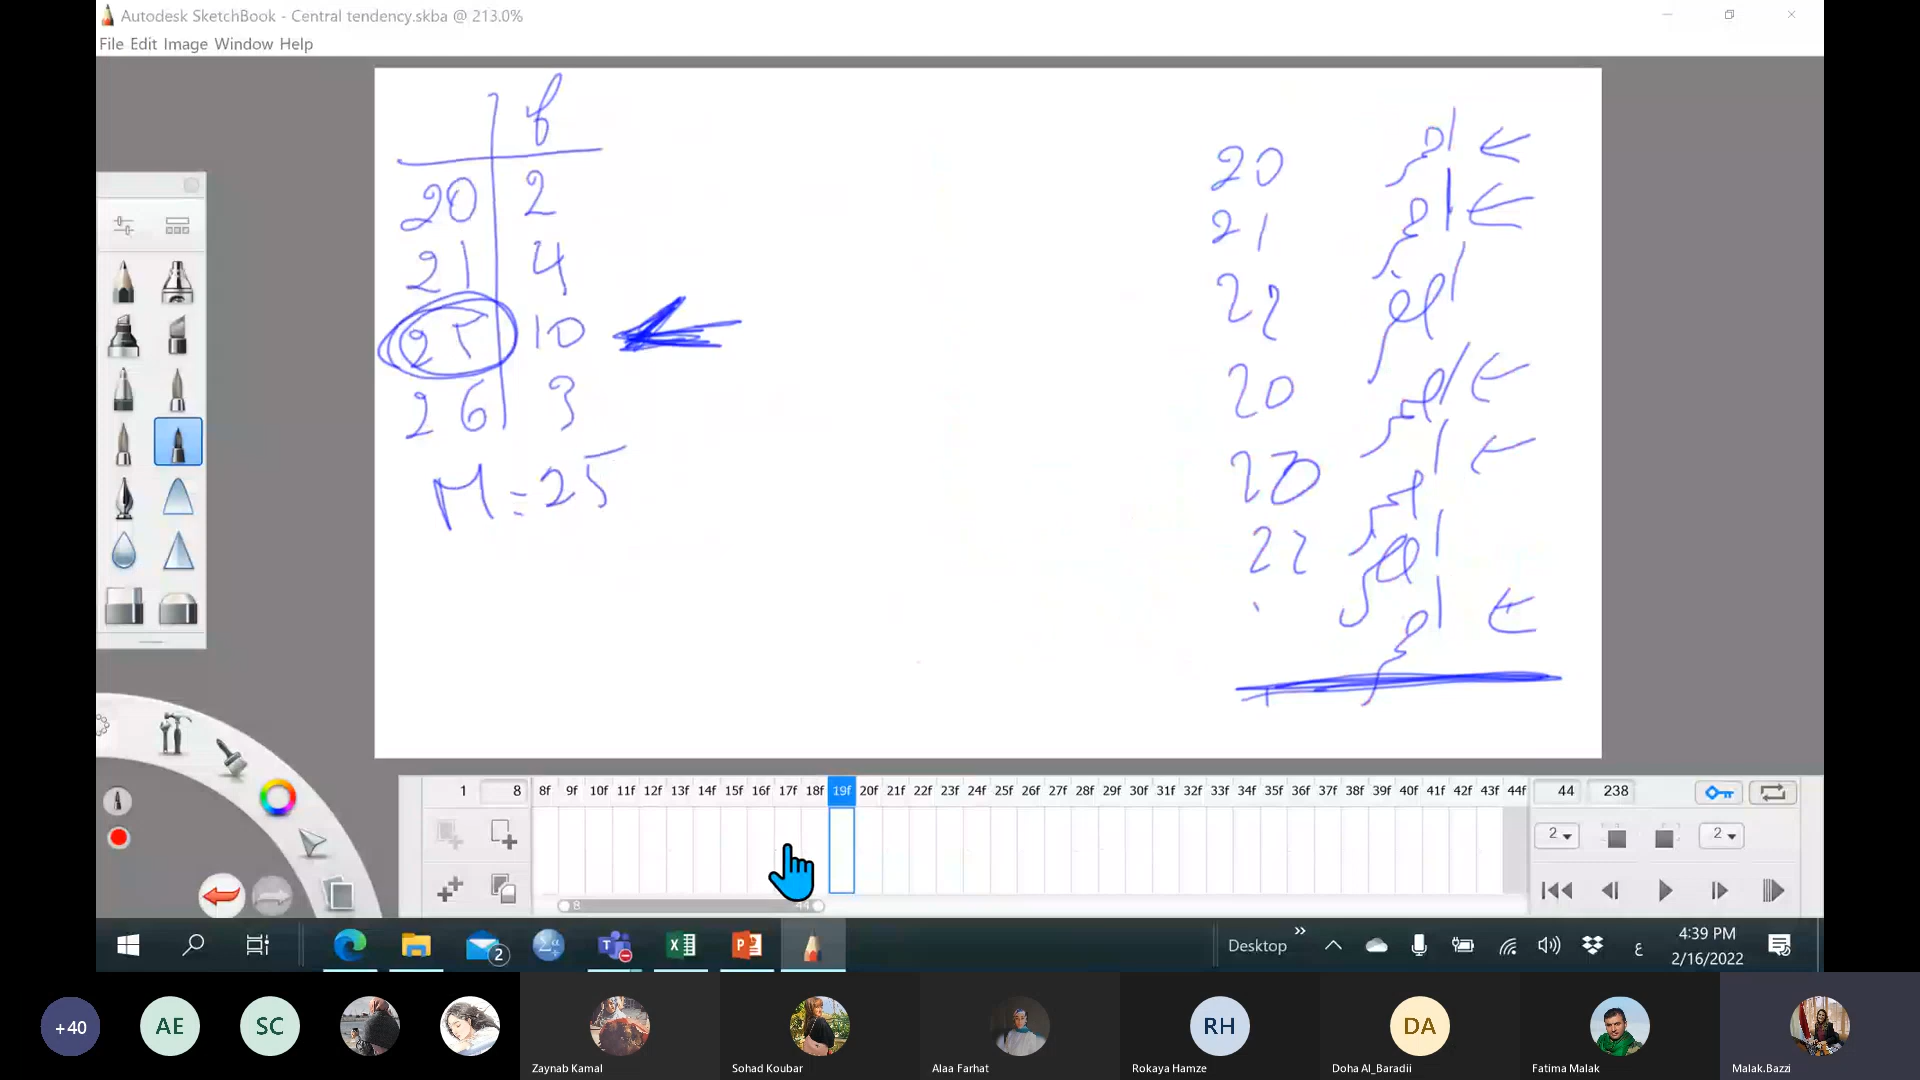 Autodesk SketchBook - Central tendency.skba @ 213.0%
File Edit Image Window Help
f
20 2
21 4
25 10
26 3
M = 25
20
21
22
20
20
22
1 8 8f 9f 10f 11f 12f 13f 14f 15f 16f 17f 18f 19f 20f 21f 22f 23f 24f 25f 26f 27f 28f 29f 30f 31f 32f 33f 34f 35f 36f 37f 38f 39f 40f 41f 42f 43f 44f 44 238
2 2
8 44
2 Desktop ع 4:39 PM
2/16/2022
+40 AE SC RH DA
Zaynab Kamal Sohad Koubar Alaa Farhat Rokaya Hamze Doha Al_Baradii Fatima Malak Malak.Bazzi